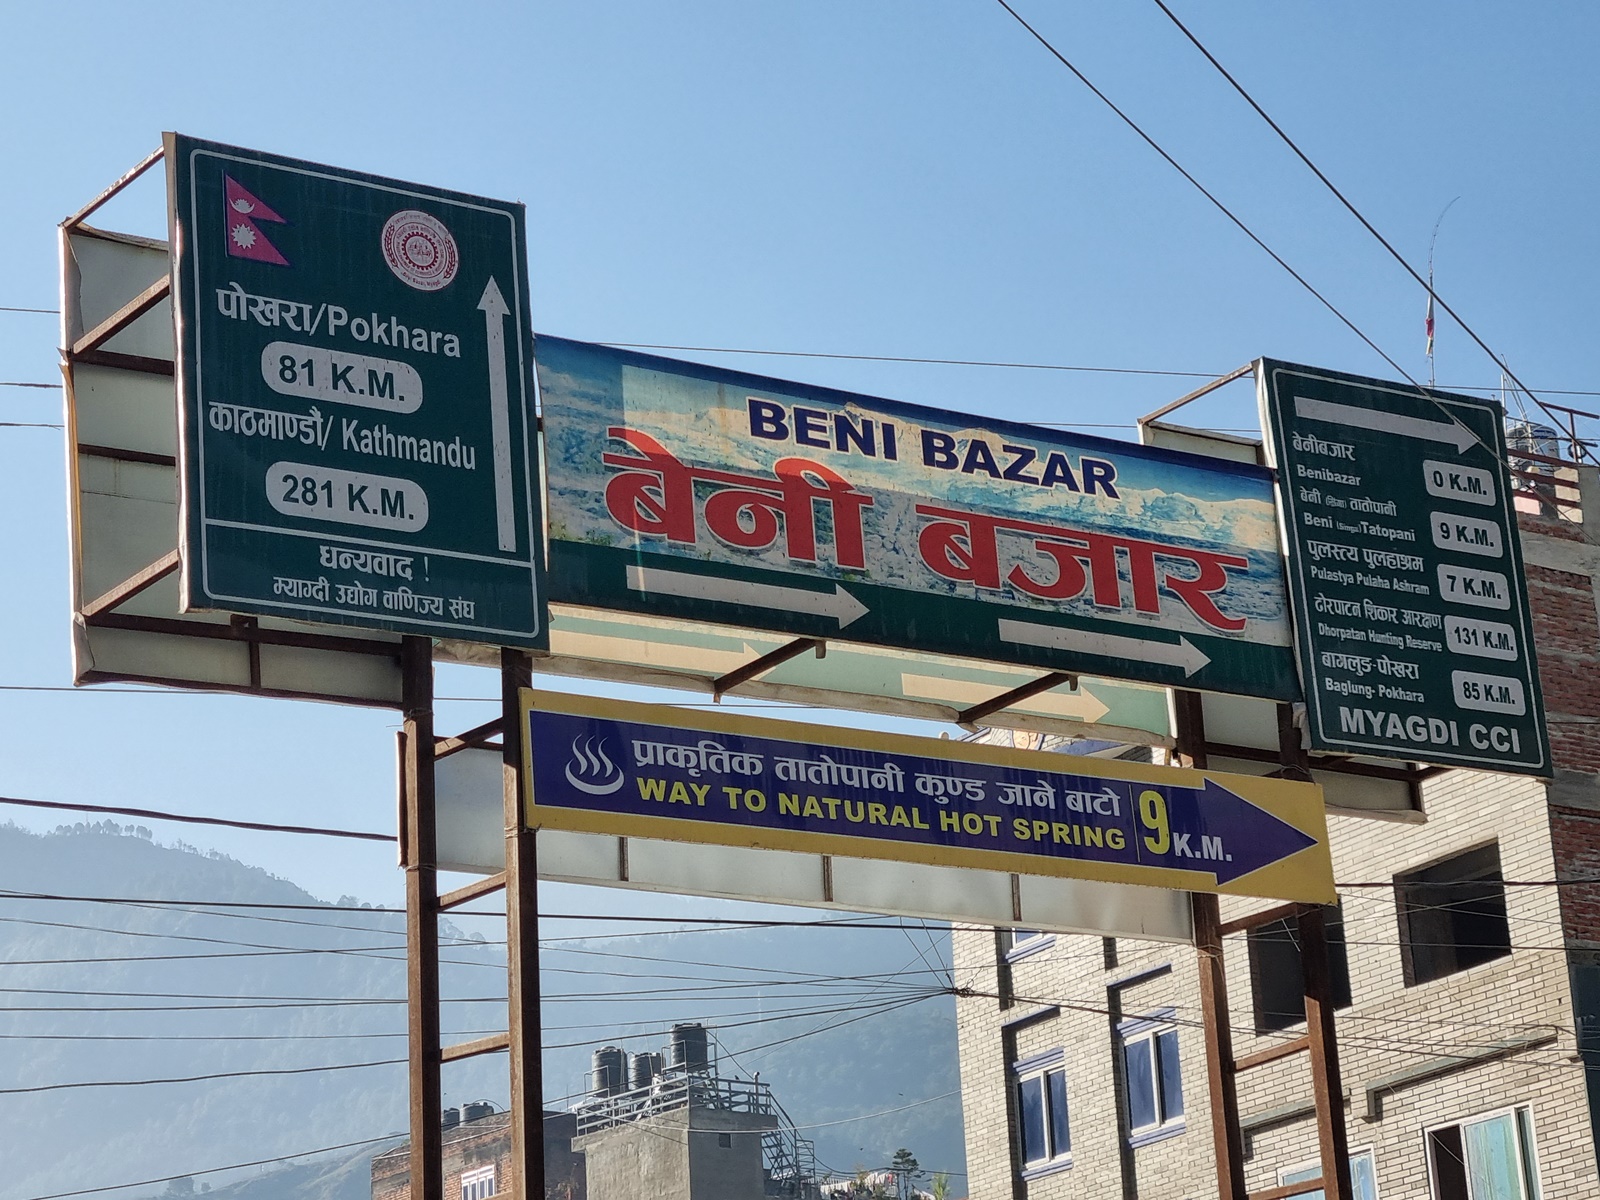 पोखरा/Pokhara
81 K.M.
काठमाण्डौं/ Kathmandu
281 K.M.
धन्यवाद !
म्याग्दी उद्योग वाणिज्य संघ
BENI BAZAR
बेनी बजार
बेनीबजार
Benibazar
0 K.M.
बेनी (सिंगा) तातोपानी
Beni (Singa) Tatopani
9 K.M.
पुलस्त्य पुलहाश्रम
Pulastya Pulaha Ashram
7 K.M.
ढोरपाटन शिकार आरक्षण
Dhorpatan Hunting Reserve
131 K.M.
बागलुङ-पोखरा
Baglung- Pokhara
85 K.M.
MYAGDI CCI
प्राकृतिक तातोपानी कुण्ड जाने बाटो
WAY TO NATURAL HOT SPRING
9 K.M.